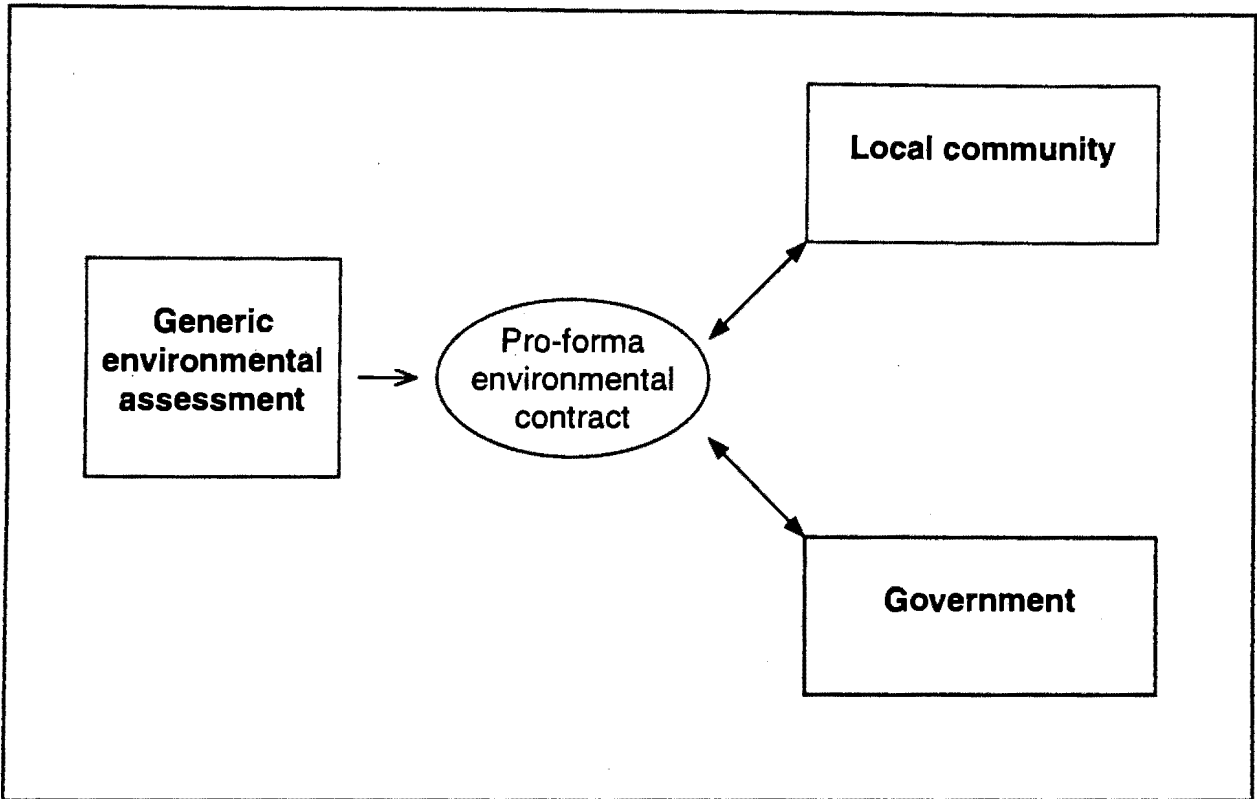 Local community
Generic
environmental
assessment
Pro-forma
environmental
contract
Government